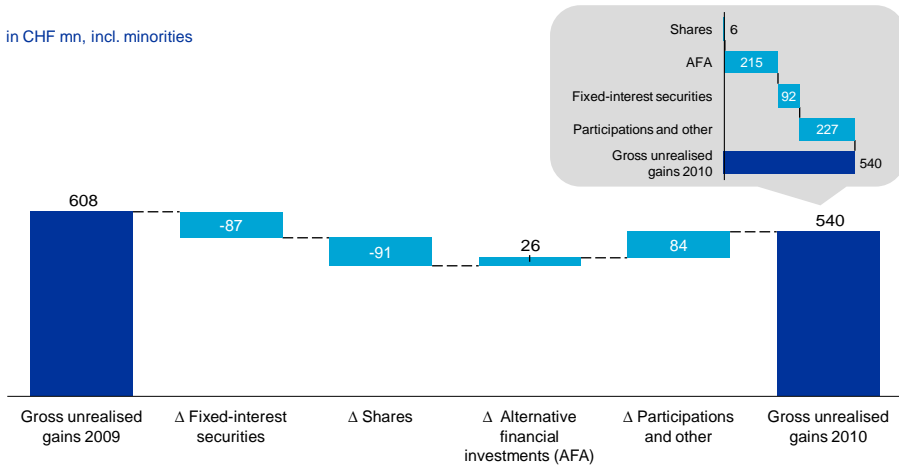 in CHF mn, incl. minorities
Shares 6
AFA 215
Fixed-interest securities 92
Participations and other 227
Gross unrealised
gains 2010 540
608
-87
-91
26
84
540
Gross unrealised
gains 2009
Δ Fixed-interest
securities
Δ Shares
Δ Alternative
financial
investments (AFA)
Δ Participations
and other
Gross unrealised
gains 2010